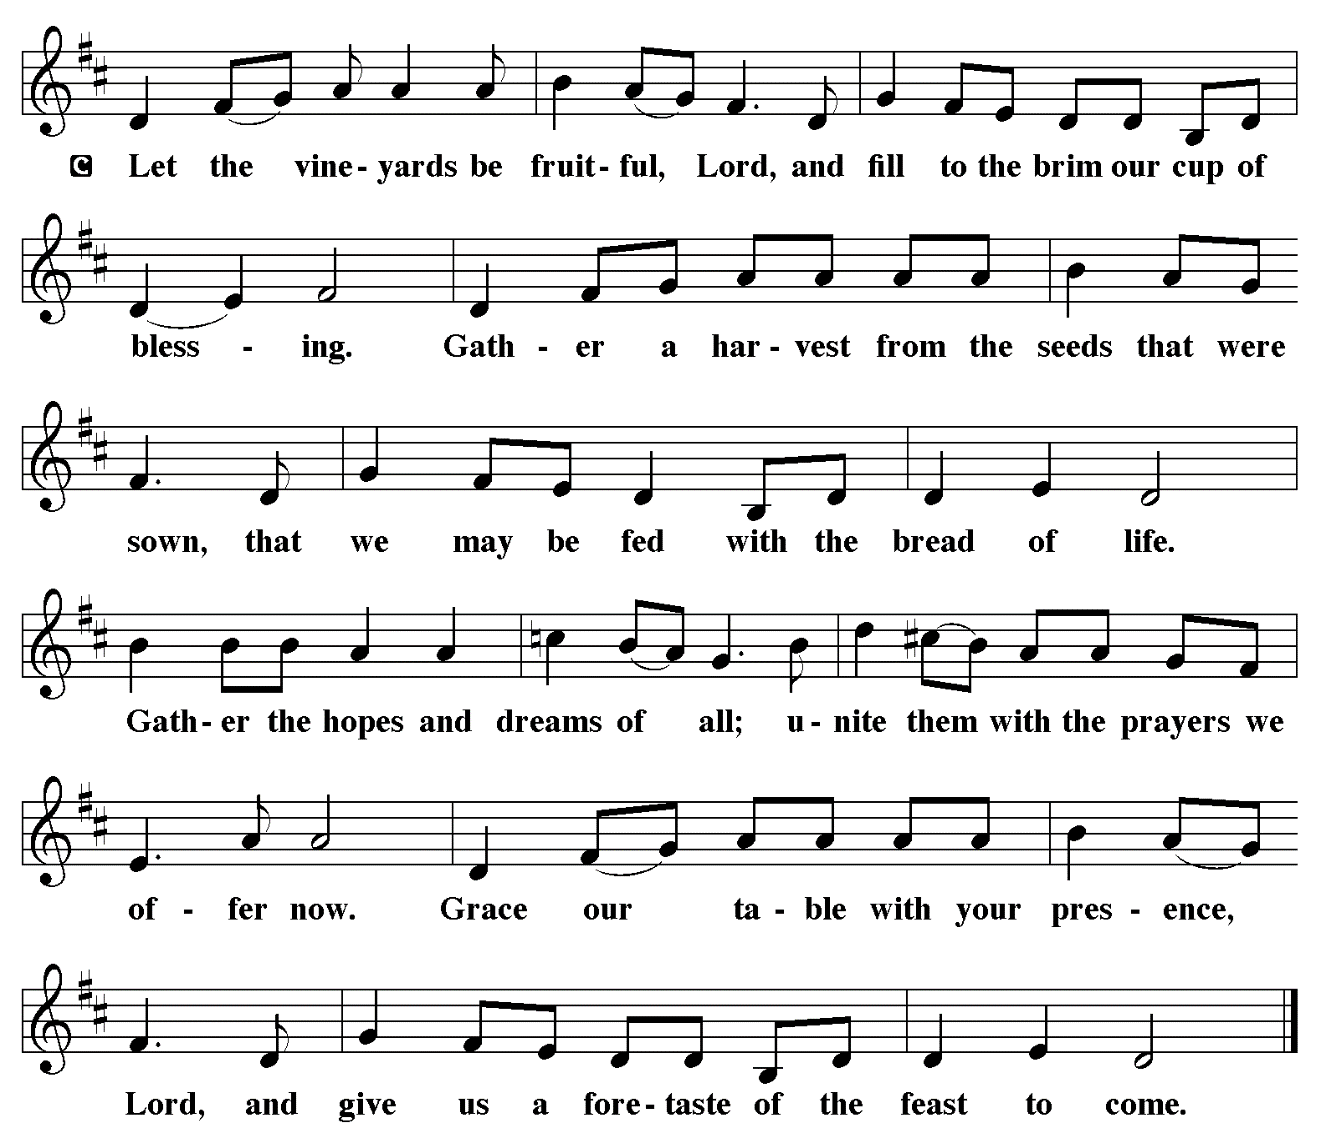 C Let the vine- yards be fruit- ful, Lord, and fill to the brim our cup of
bless - ing. Gath - er a har - vest from the seeds that were
sown, that we may be fed with the bread of life.
Gath- er the hopes and dreams of all; u- nite them with the prayers we
of - fer now. Grace our ta - ble with your pres - ence,
Lord, and give us a fore- taste of the feast to come.